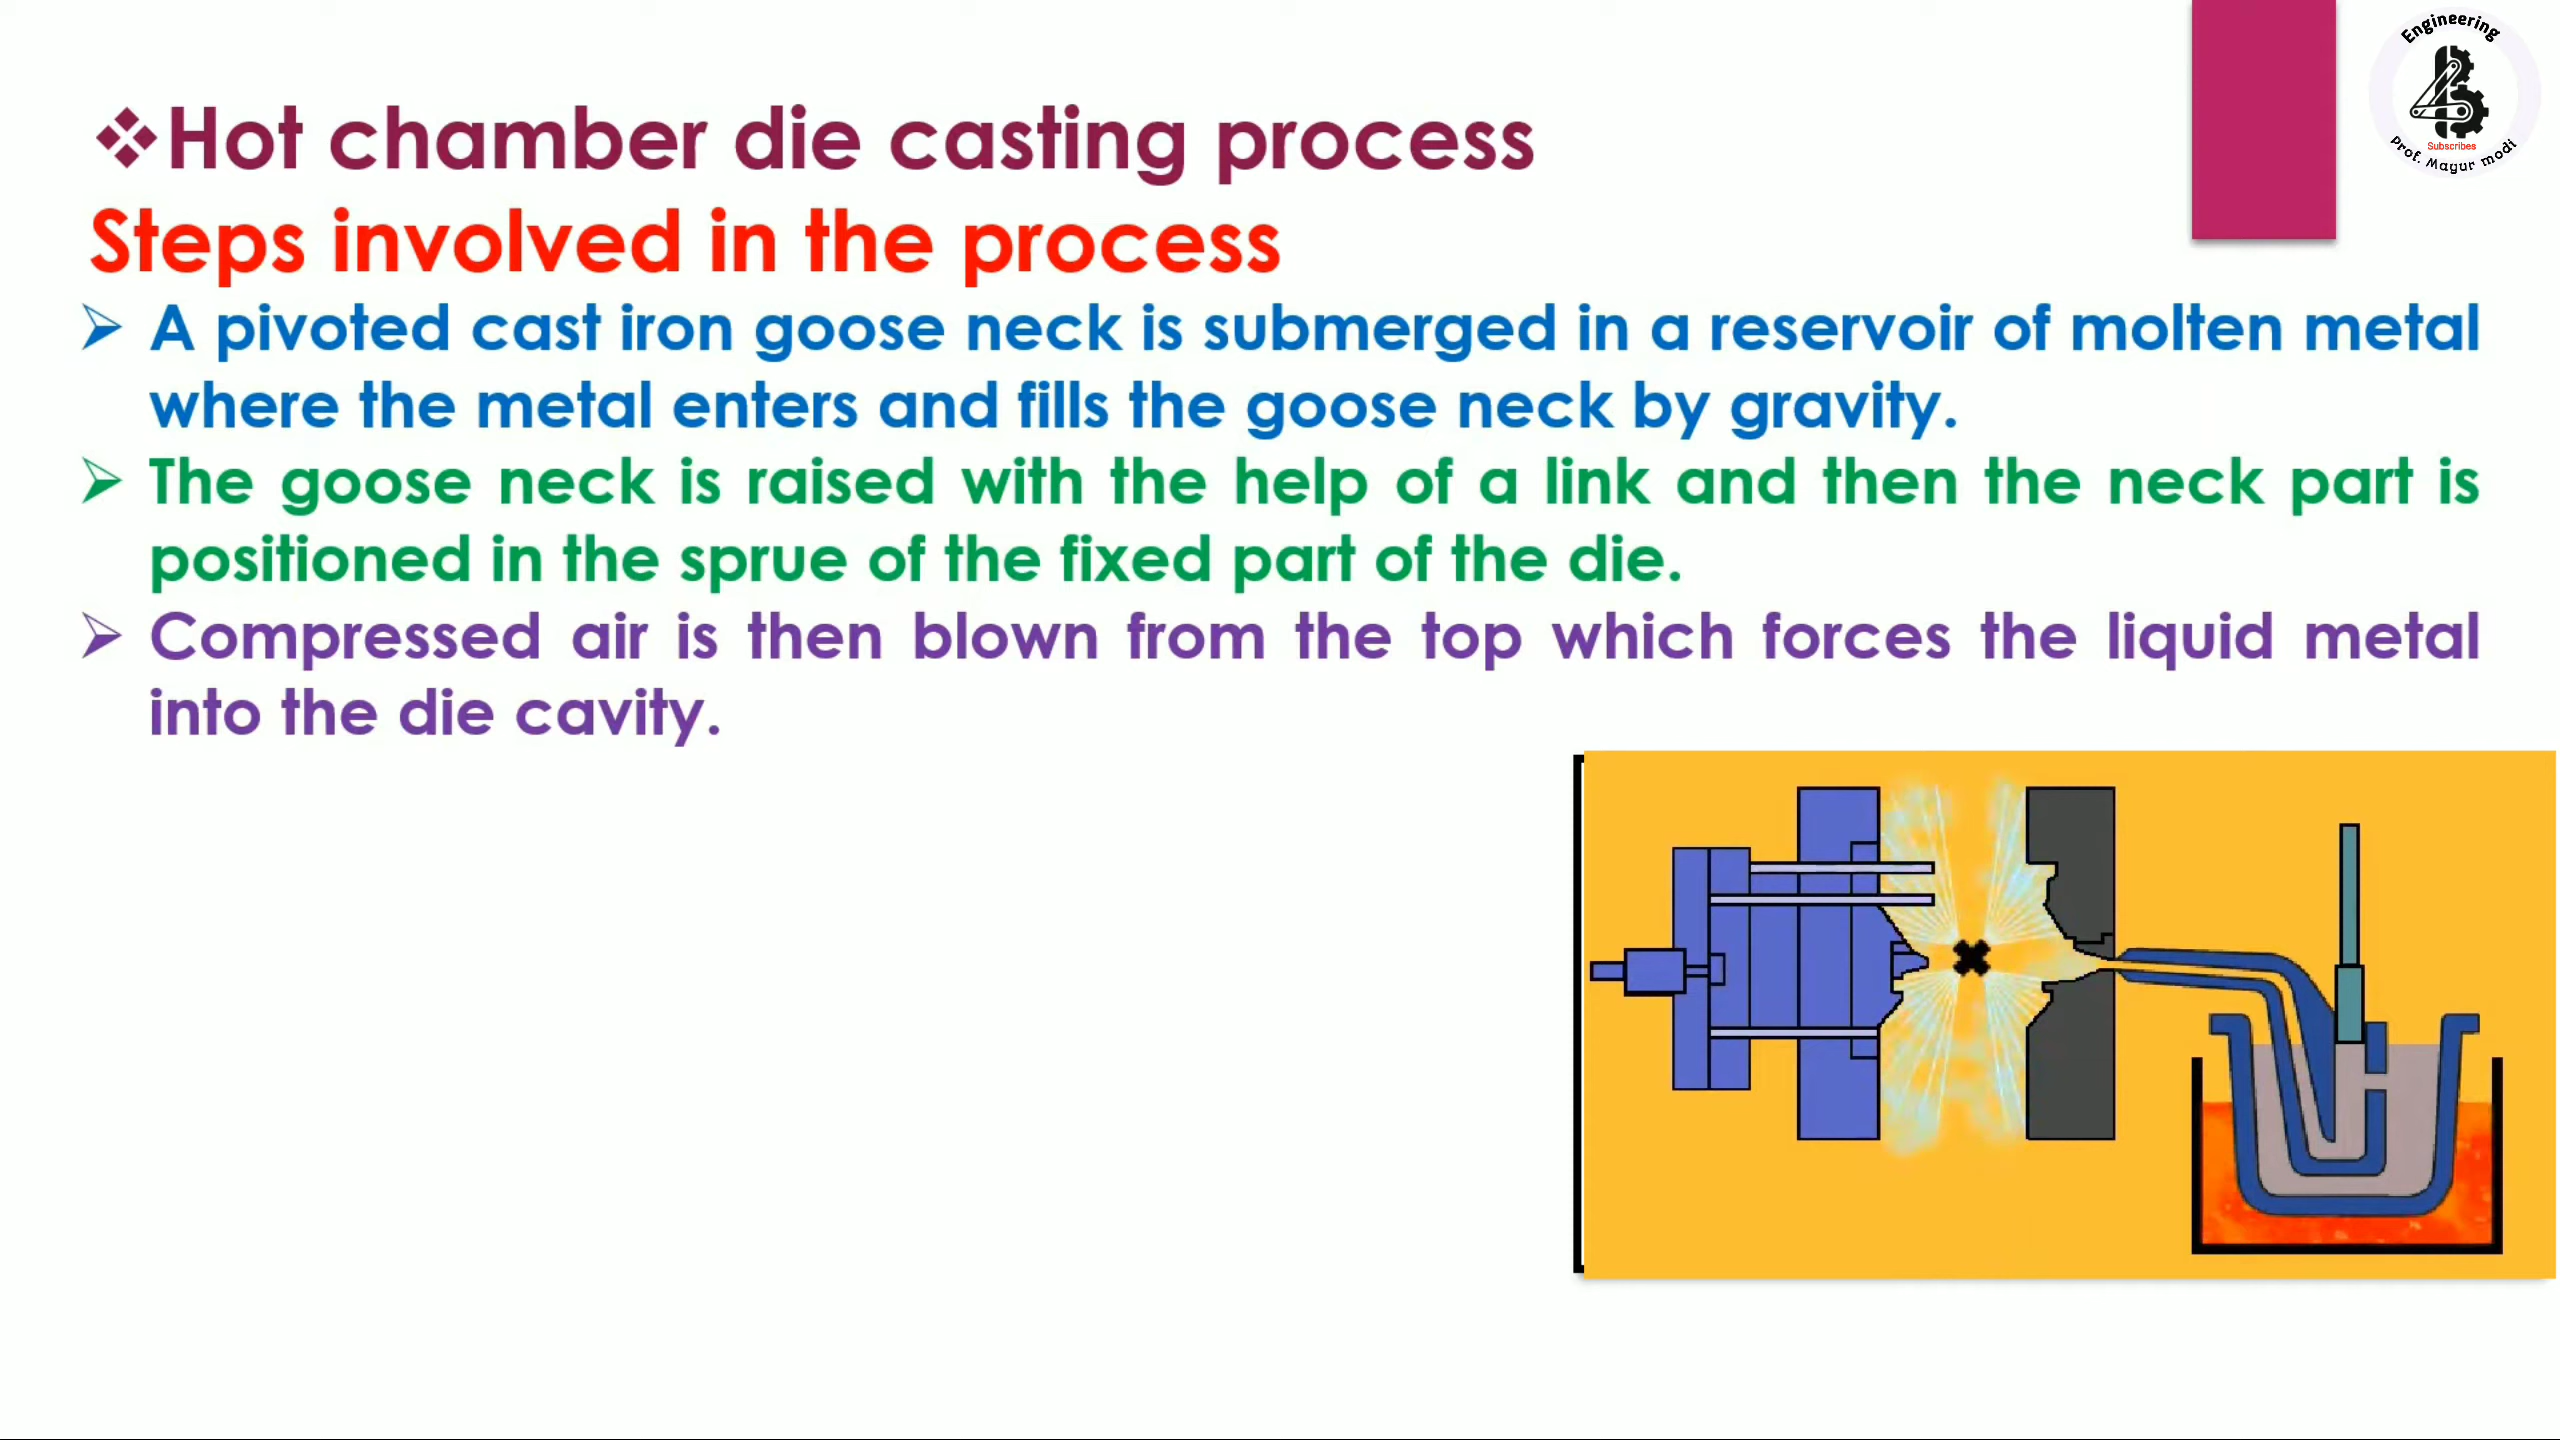 Engineering
Subscribes
Prof. Mayur modi
❖Hot chamber die casting process
Steps involved in the process
➢ A pivoted cast iron goose neck is submerged in a reservoir of molten metal
where the metal enters and fills the goose neck by gravity.
➢ The goose neck is raised with the help of a link and then the neck part is
positioned in the sprue of the fixed part of the die.
➢ Compressed air is then blown from the top which forces the liquid metal
into the die cavity.